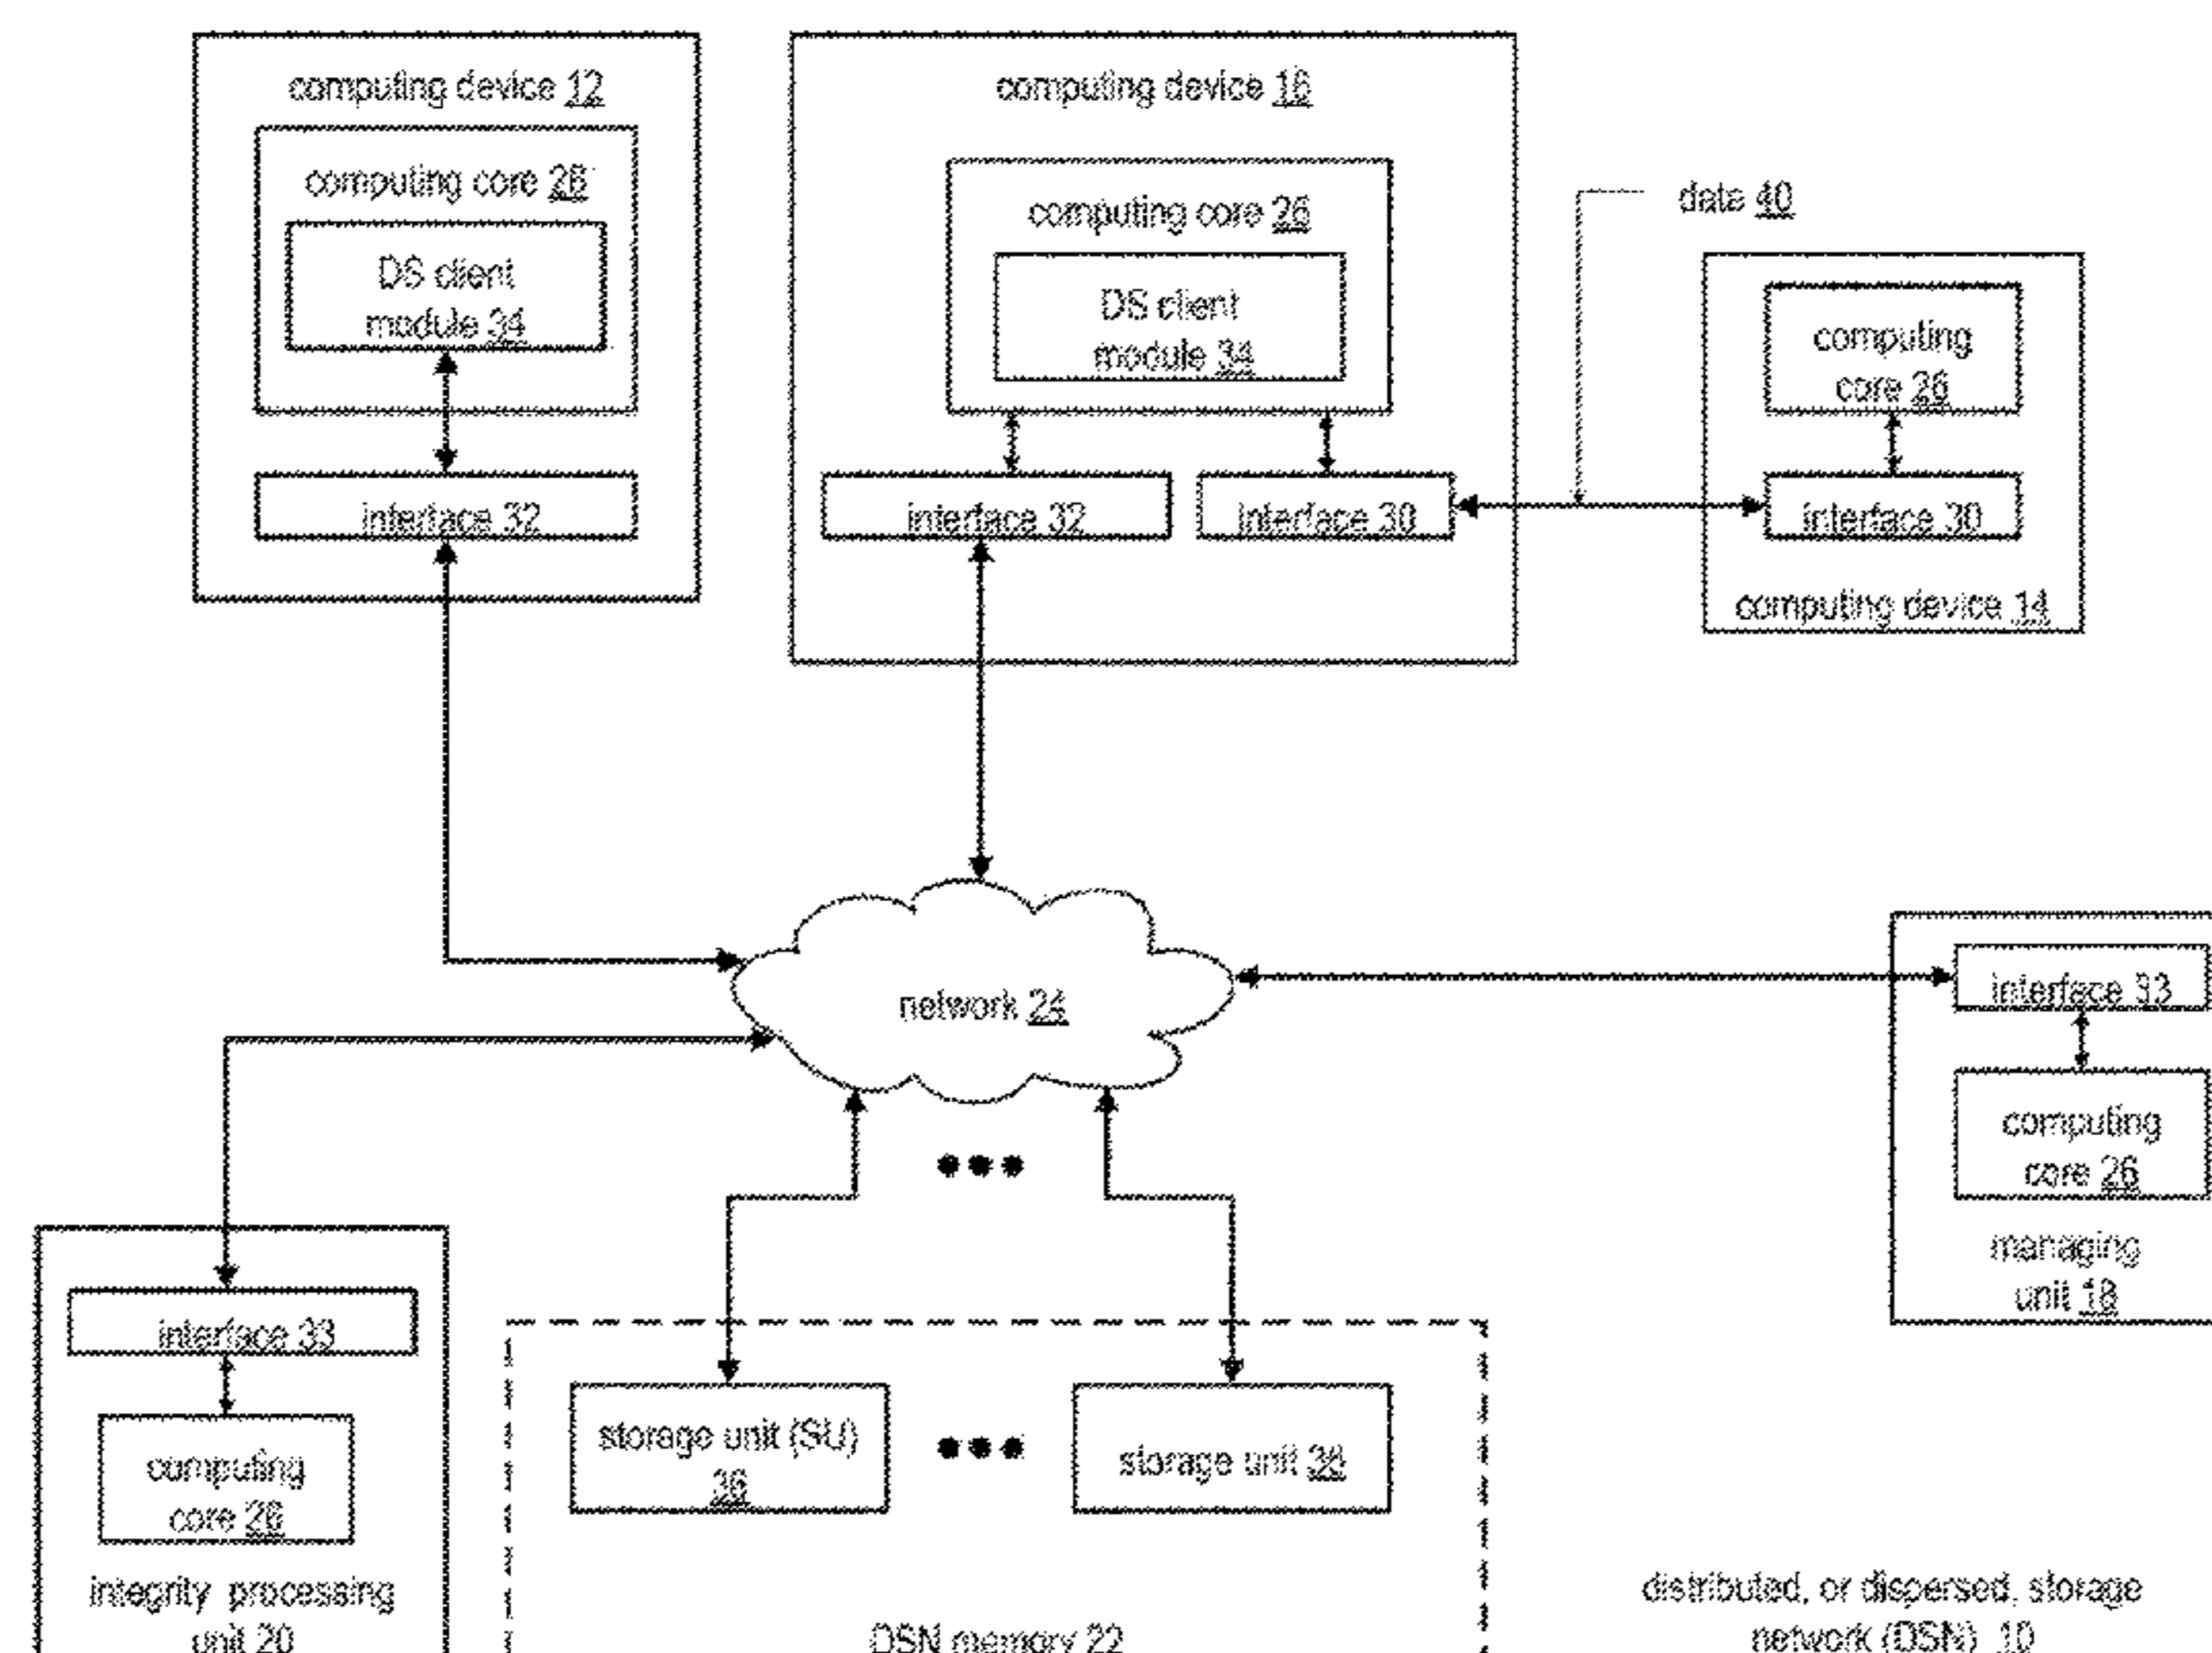 computing device 12
computing core 26
DS client
module 34
interface 32
computing device 16
computing core 26
DS client
module 34
interface 32
interface 30
data 40
computing
core 26
interface 30
computing device 14
network 24
interface 33
computing
core 26
managing
unit 18
interface 33
computing
core 26
integrity processing
unit 20
storage unit (SU)
36
storage unit 36
DSN memory 22
distributed, or dispersed, storage
network (DSN) 10